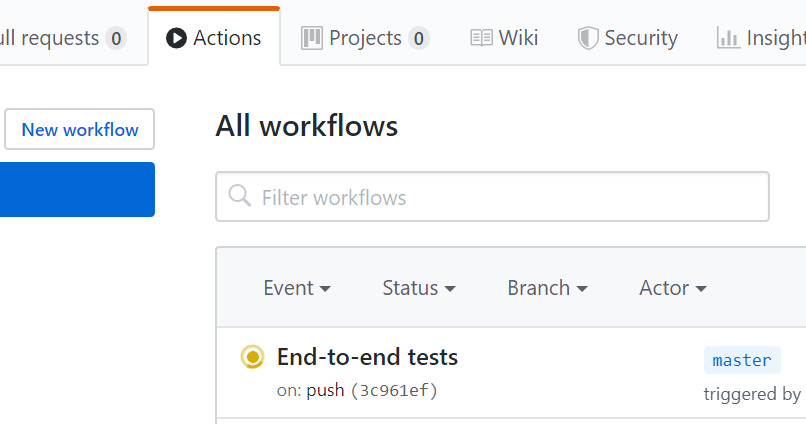 ull requests 0 Actions Projects 0 Wiki Security Insight
New workflow
All workflows
Filter workflows
Event Status Branch Actor
End-to-end tests
master
on: push (3c961ef)
triggered by